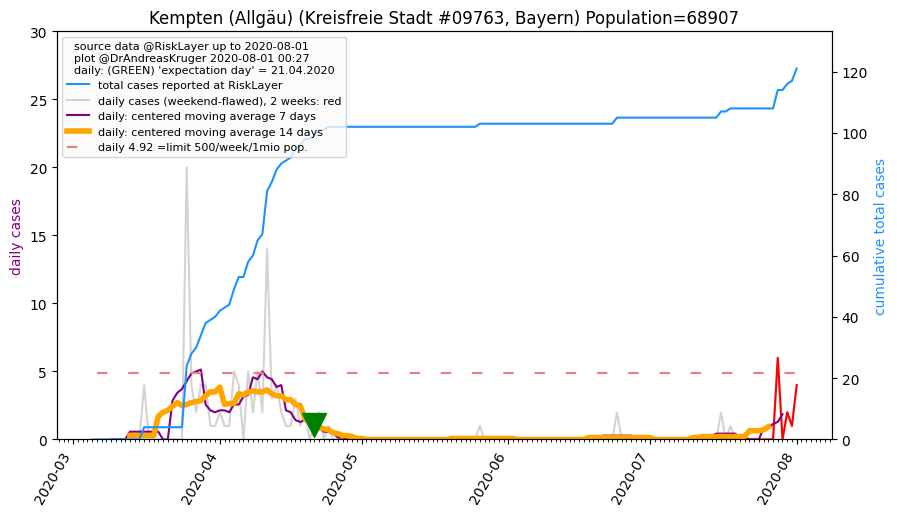 Kempten (Allgäu) (Kreisfreie Stadt #09763, Bayern) Population=68907
source data @RiskLayer up to 2020-08-01
plot @DrAndreasKruger 2020-08-01 00:27
daily: (GREEN) 'expectation day' = 21.04.2020
total cases reported at RiskLayer
daily cases (weekend-flawed), 2 weeks: red
daily: centered moving average 7 days
daily: centered moving average 14 days
daily 4.92 =limit 500/week/1mio pop.
daily cases
30
25
20
15
10
5
0
cumulative total cases
120
100
80
60
40
20
0
2020-03
2020-04
2020-05
2020-06
2020-07
2020-08